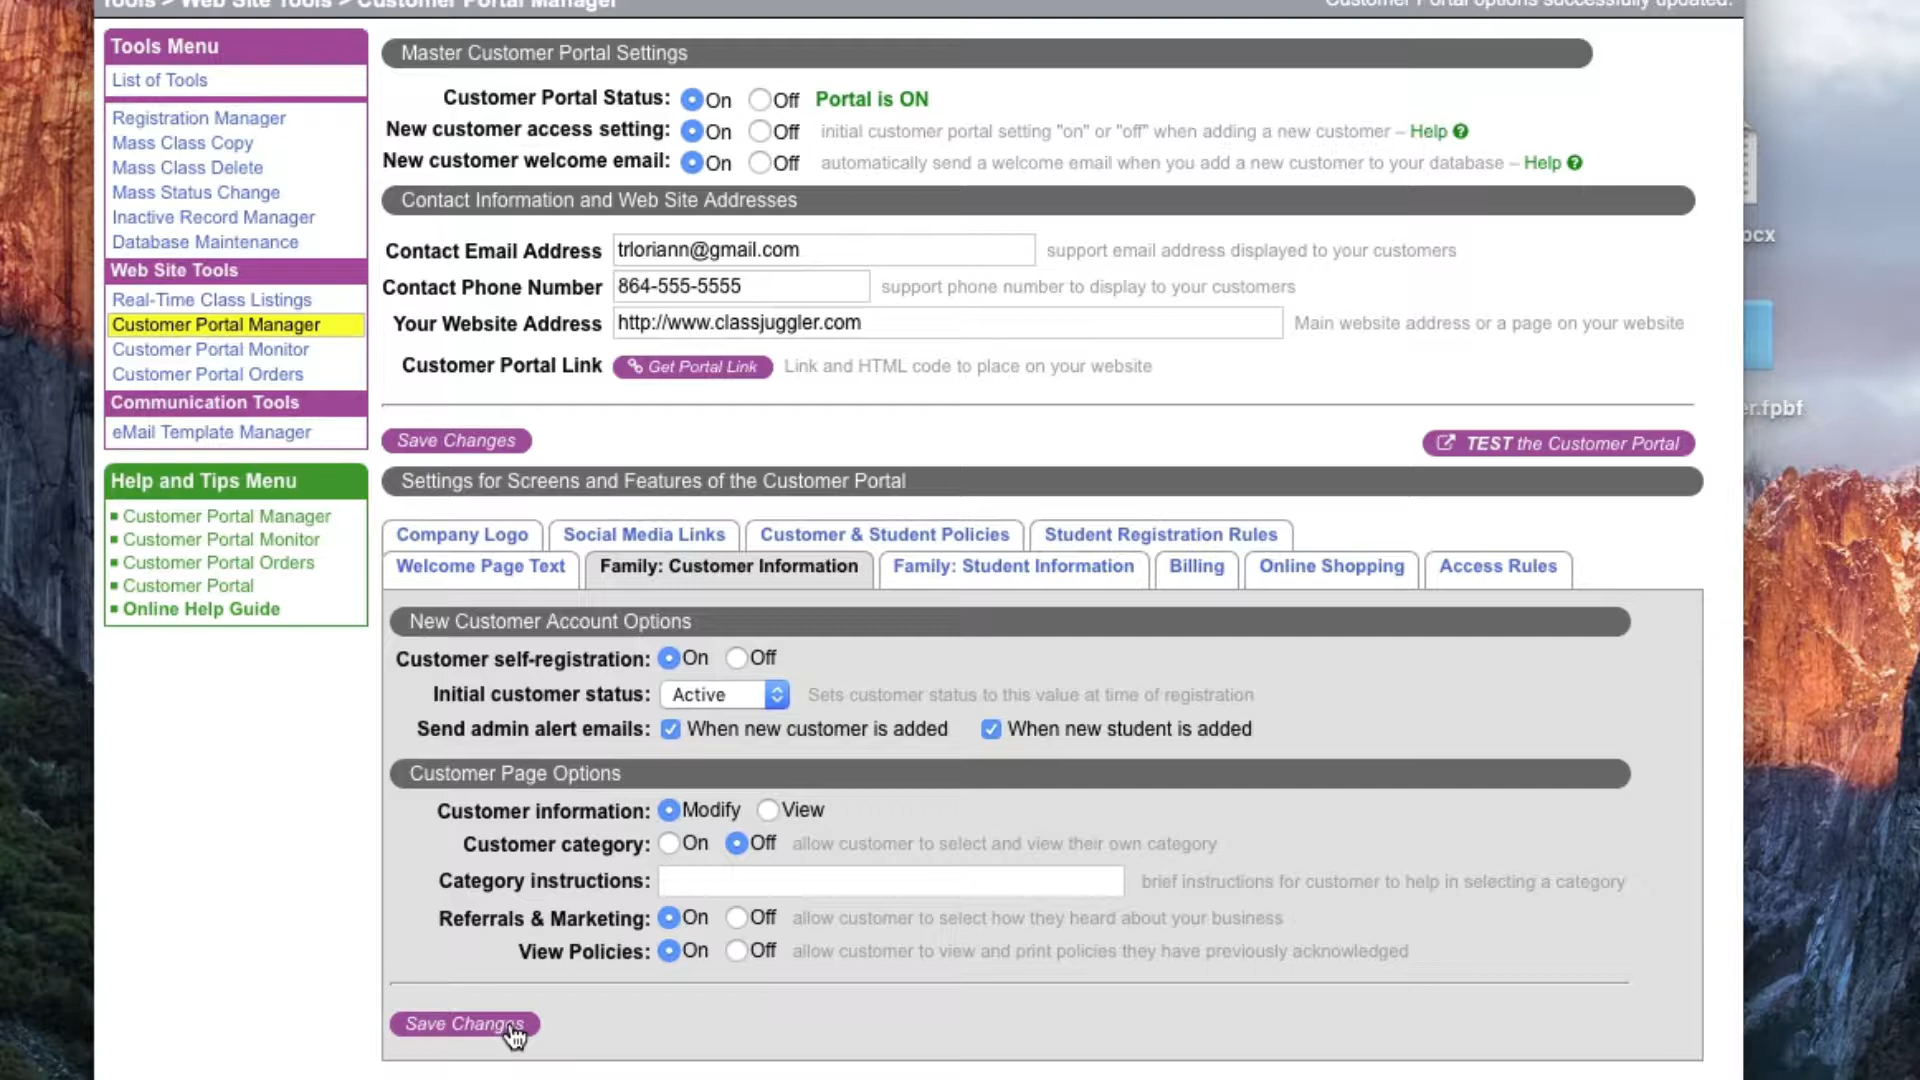 Tools > Web Site Tools > Customer Portal Manager
Customer Portal options successfully updated.
Tools Menu
List of Tools
Registration Manager
Mass Class Copy
Mass Class Delete
Mass Status Change
Inactive Record Manager
Database Maintenance
Web Site Tools
Real-Time Class Listings
Customer Portal Manager
Customer Portal Monitor
Customer Portal Orders
Communication Tools
eMail Template Manager
Help and Tips Menu
Customer Portal Manager
Customer Portal Monitor
Customer Portal Orders
Customer Portal
Online Help Guide
Master Customer Portal Settings
Customer Portal Status: On Off Portal is ON
New customer access setting: On Off initial customer portal setting "on" or "off" when adding a new customer – Help ?
New customer welcome email: On Off automatically send a welcome email when you add a new customer to your database – Help ?
Contact Information and Web Site Addresses
Contact Email Address trloriann@gmail.com support email address displayed to your customers
Contact Phone Number 864-555-5555 support phone number to display to your customers
Your Website Address http://www.classjuggler.com Main website address or a page on your website
Customer Portal Link Get Portal Link Link and HTML code to place on your website
Save Changes TEST the Customer Portal
Settings for Screens and Features of the Customer Portal
Company Logo Social Media Links Customer & Student Policies Student Registration Rules
Welcome Page Text Family: Customer Information Family: Student Information Billing Online Shopping Access Rules
New Customer Account Options
Customer self-registration: On Off
Initial customer status: Active Sets customer status to this value at time of registration
Send admin alert emails: When new customer is added When new student is added
Customer Page Options
Customer information: Modify View
Customer category: On Off allow customer to select and view their own category
Category instructions: brief instructions for customer to help in selecting a category
Referrals & Marketing: On Off allow customer to select how they heard about your business
View Policies: On Off allow customer to view and print policies they have previously acknowledged
Save Changes
ocx
er.fpbf